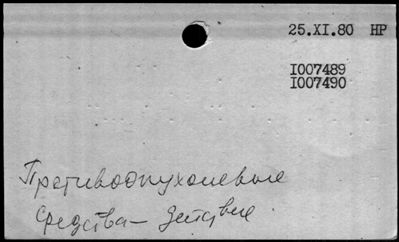 25.XI.80 НР
I007489
I007490
Противоопухолевые
средства — действие